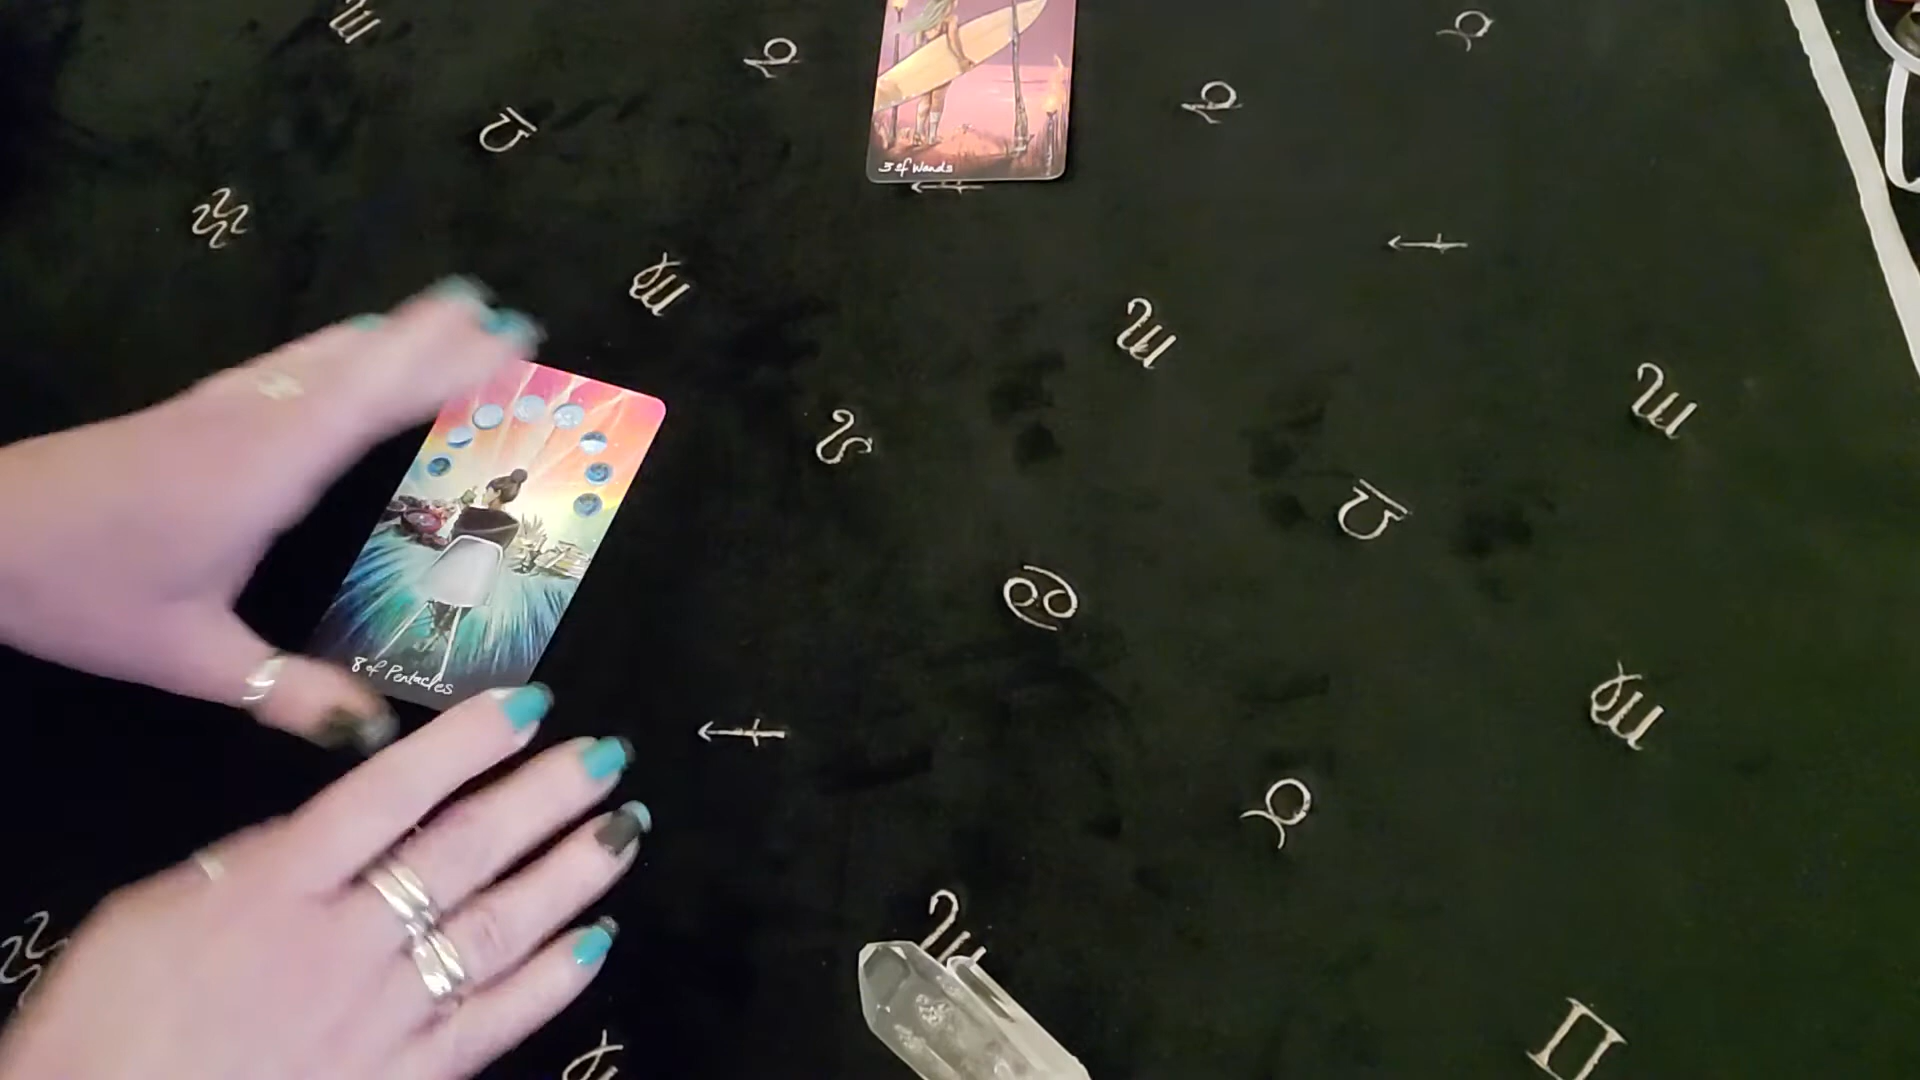 3 of Wands
8 of Pentacles